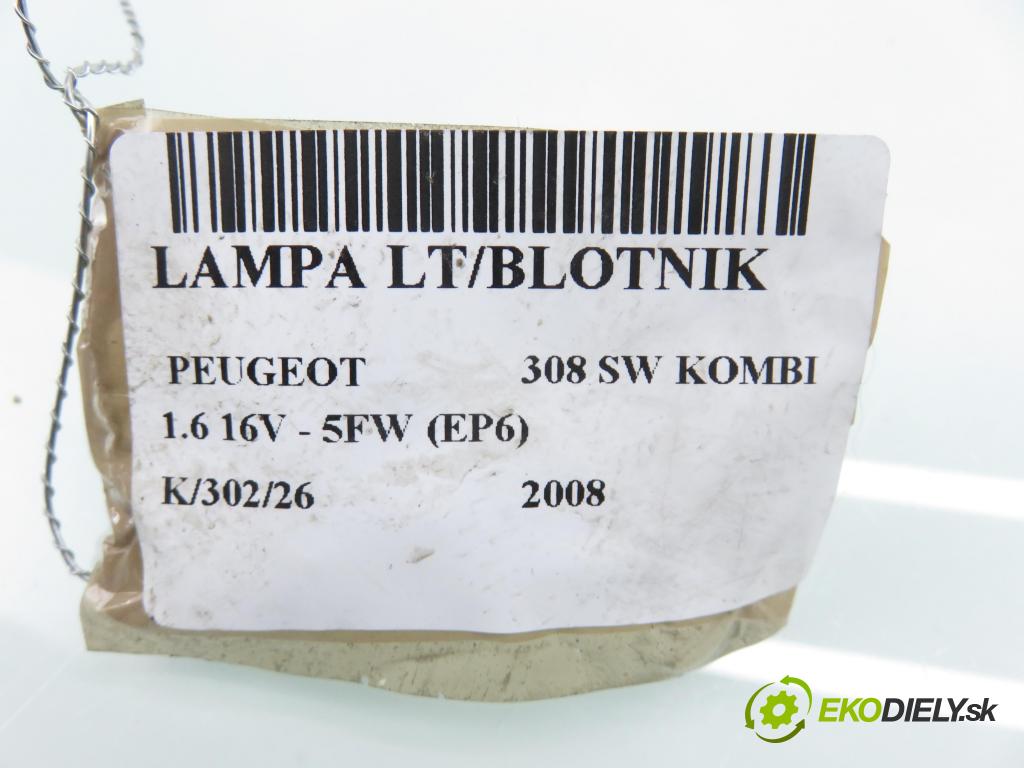 LAMPA LT/BLOTNIK
PEUGEOT 308 SW KOMBI
1.6 16V - 5FW (EP6)
K/302/26 2008
EKODIELY.sk